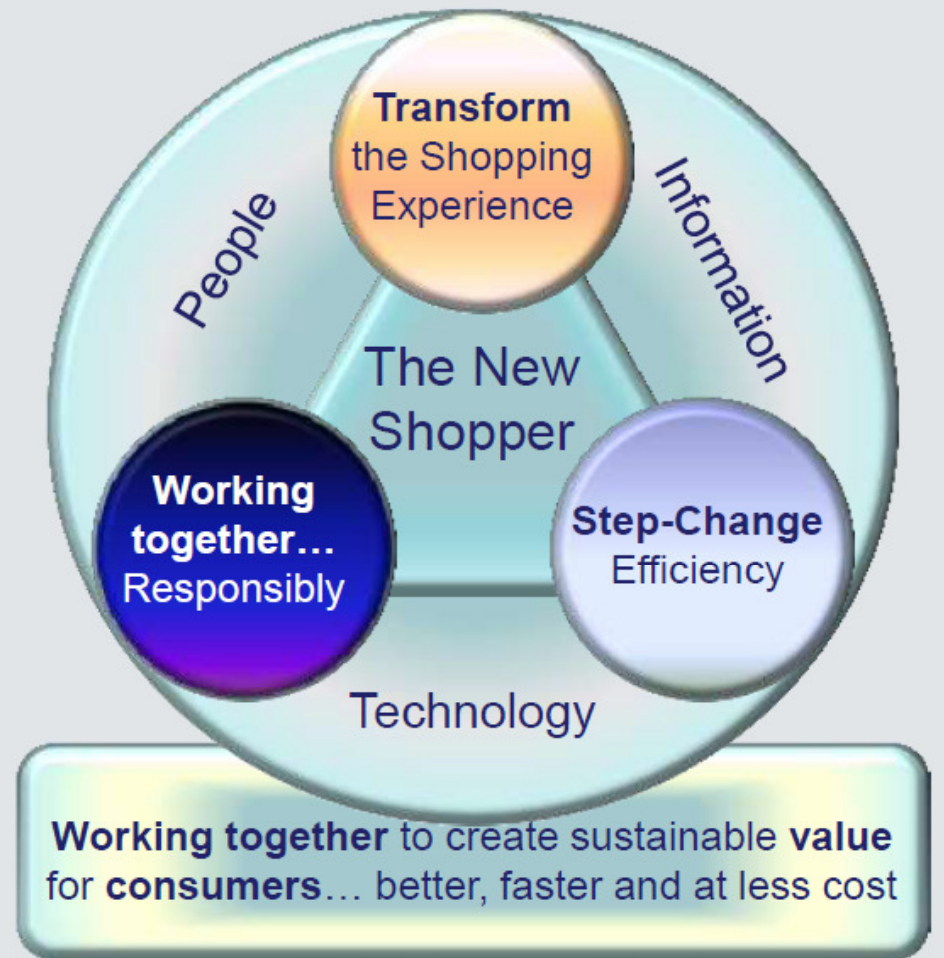 Transform
the Shopping
Experience
People
Information
The New
Shopper
Working
together…
Responsibly
Step-Change
Efficiency
Technology
Working together to create sustainable value
for consumers… better, faster and at less cost